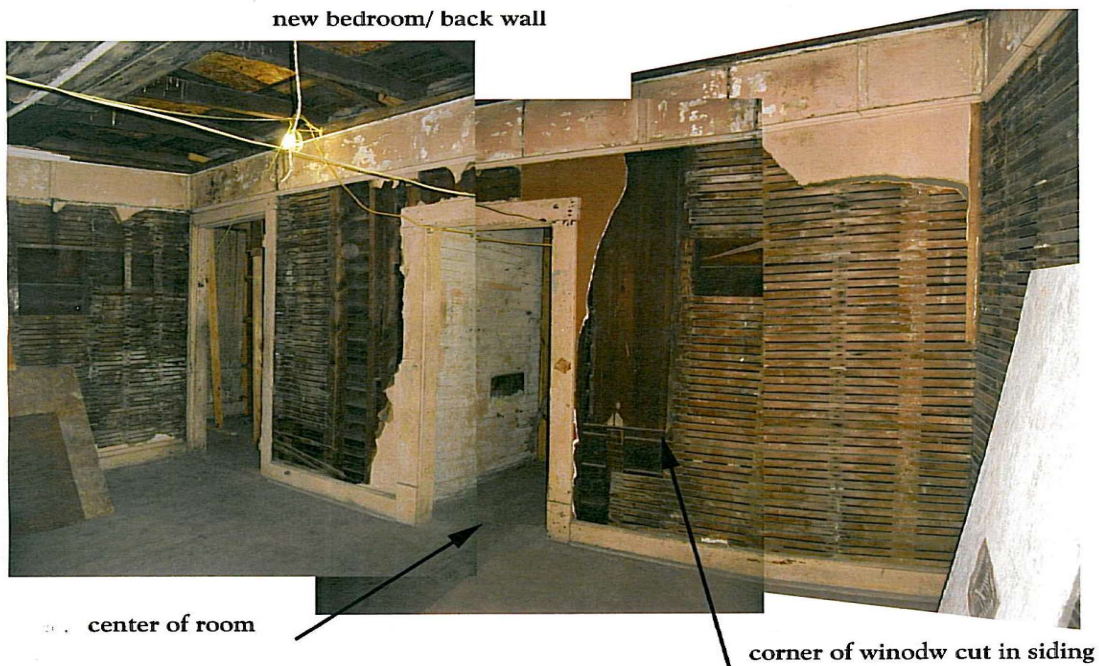 new bedroom/ back wall
center of room
corner of winodw cut in siding